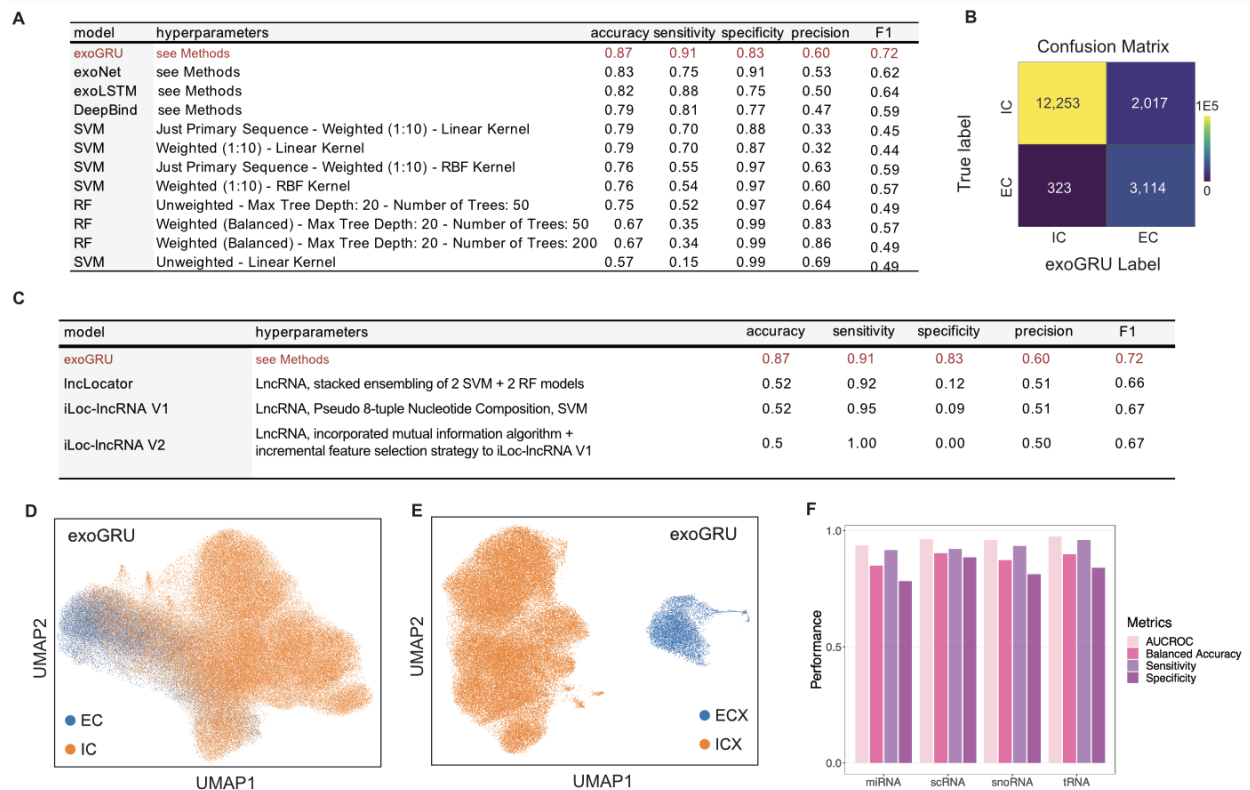 A
model hyperparameters accuracy sensitivity specificity precision F1
exoGRU see Methods 0.87 0.91 0.83 0.60 0.72
exoNet see Methods 0.83 0.75 0.91 0.53 0.62
exoLSTM see Methods 0.82 0.88 0.75 0.50 0.64
DeepBind see Methods 0.79 0.81 0.77 0.47 0.59
SVM Just Primary Sequence - Weighted (1:10) - Linear Kernel 0.79 0.70 0.88 0.33 0.45
SVM Weighted (1:10) - Linear Kernel 0.79 0.70 0.87 0.32 0.44
SVM Just Primary Sequence - Weighted (1:10) - RBF Kernel 0.76 0.55 0.97 0.63 0.59
SVM Weighted (1:10) - RBF Kernel 0.76 0.54 0.97 0.60 0.57
RF Unweighted - Max Tree Depth: 20 - Number of Trees: 50 0.75 0.52 0.97 0.64 0.49
RF Weighted (Balanced) - Max Tree Depth: 20 - Number of Trees: 50 0.67 0.35 0.99 0.83 0.57
RF Weighted (Balanced) - Max Tree Depth: 20 - Number of Trees: 200 0.67 0.34 0.99 0.86 0.49
SVM Unweighted - Linear Kernel 0.57 0.15 0.99 0.69 0.49
B
Confusion Matrix
True label
IC 12,253 2,017
EC 323 3,114
IC EC
exoGRU Label
1E5
0
C
model hyperparameters accuracy sensitivity specificity precision F1
exoGRU see Methods 0.87 0.91 0.83 0.60 0.72
lncLocator LncRNA, stacked ensembling of 2 SVM + 2 RF models 0.52 0.92 0.12 0.51 0.66
iLoc-lncRNA V1 LncRNA, Pseudo 8-tuple Nucleotide Composition, SVM 0.52 0.95 0.09 0.51 0.67
iLoc-lncRNA V2 LncRNA, incorporated mutual information algorithm +
incremental feature selection strategy to iLoc-lncRNA V1 0.5 1.00 0.00 0.50 0.67
D
exoGRU
UMAP2
EC
IC
UMAP1
E
exoGRU
UMAP2
ECX
ICX
UMAP1
F
Performance
1.0
0.5
0.0
miRNA scRNA snoRNA tRNA
Metrics
AUCROC
Balanced Accuracy
Sensitivity
Specificity